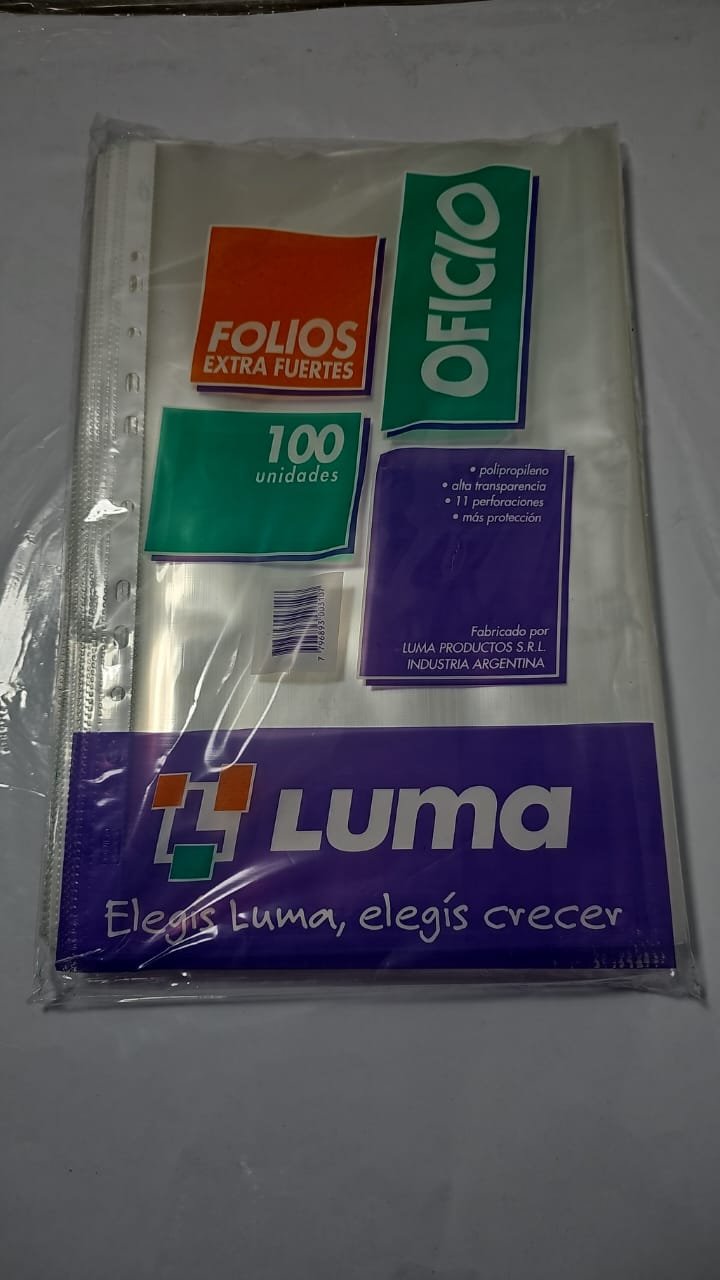 OFICIO
FOLIOS
EXTRA FUERTES
100
unidades
• polipropileno
• alta transparencia
• 11 perforaciones
• más protección
Fabricado por
LUMA PRODUCTOS S.R.L.
INDUSTRIA ARGENTINA
LUMA
Elegís Luma, elegís crecer